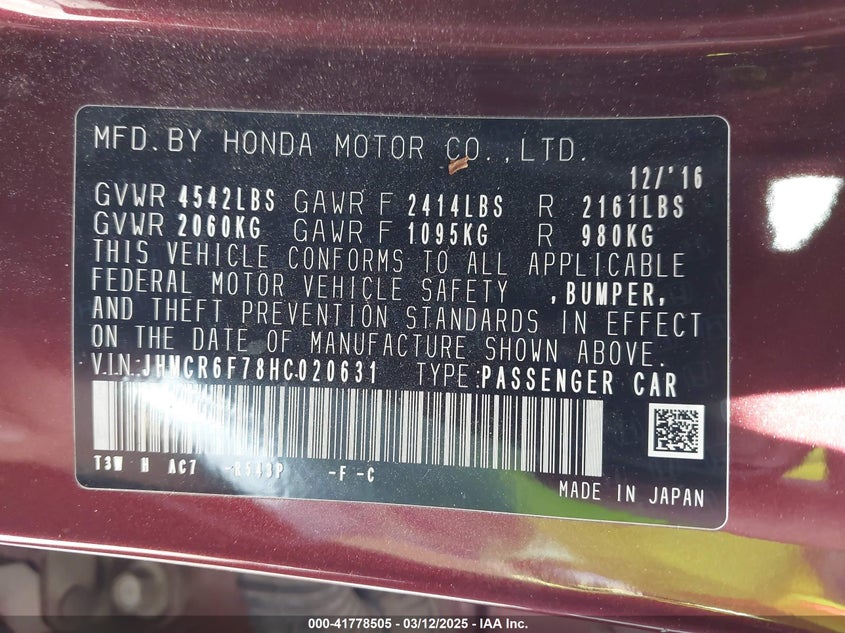 MFD.BY HONDA MOTOR CO.,LTD.
12/'16
GVWR 4542LBS GAWR F 2414LBS R 2161LBS
GVWR 2060KG GAWR F 1095KG R 980KG
THIS VEHICLE CONFORMS TO ALL APPLICABLE
FEDERAL MOTOR VEHICLE SAFETY ,BUMPER,
AND THEFT PREVENTION STANDARDS IN EFFECT
ON THE DATE OF MANUFACTURE SHOWN ABOVE.
V.I.N.:JHMCR6F78HC020631 TYPE:PASSENGER CAR
T3W H AC7 -R543P -F -C
MADE IN JAPAN
000-41778505 - 03/12/2025 - IAA Inc.